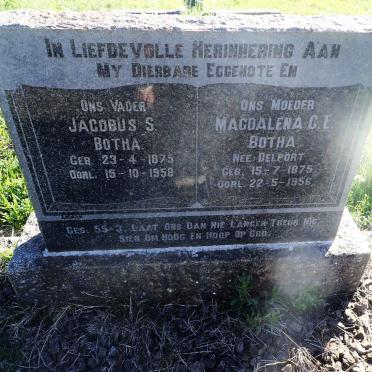 In Liefdevolle Herinnering Aan
My Dierbare Eggenote En
Ons Vader
Jacobus S.
Botha
Geb. 23-4-1875
Oorl. 15-10-1958
Ons Moeder
Magdalena C.E.
Botha
Nee Delport
Geb. 15-7-1875
Oorl 22-5-1956
Ges. 55-3. Laat Ons Dan Nie Langer Treur Nie
Sien Om Hoog En Hoop Op God.